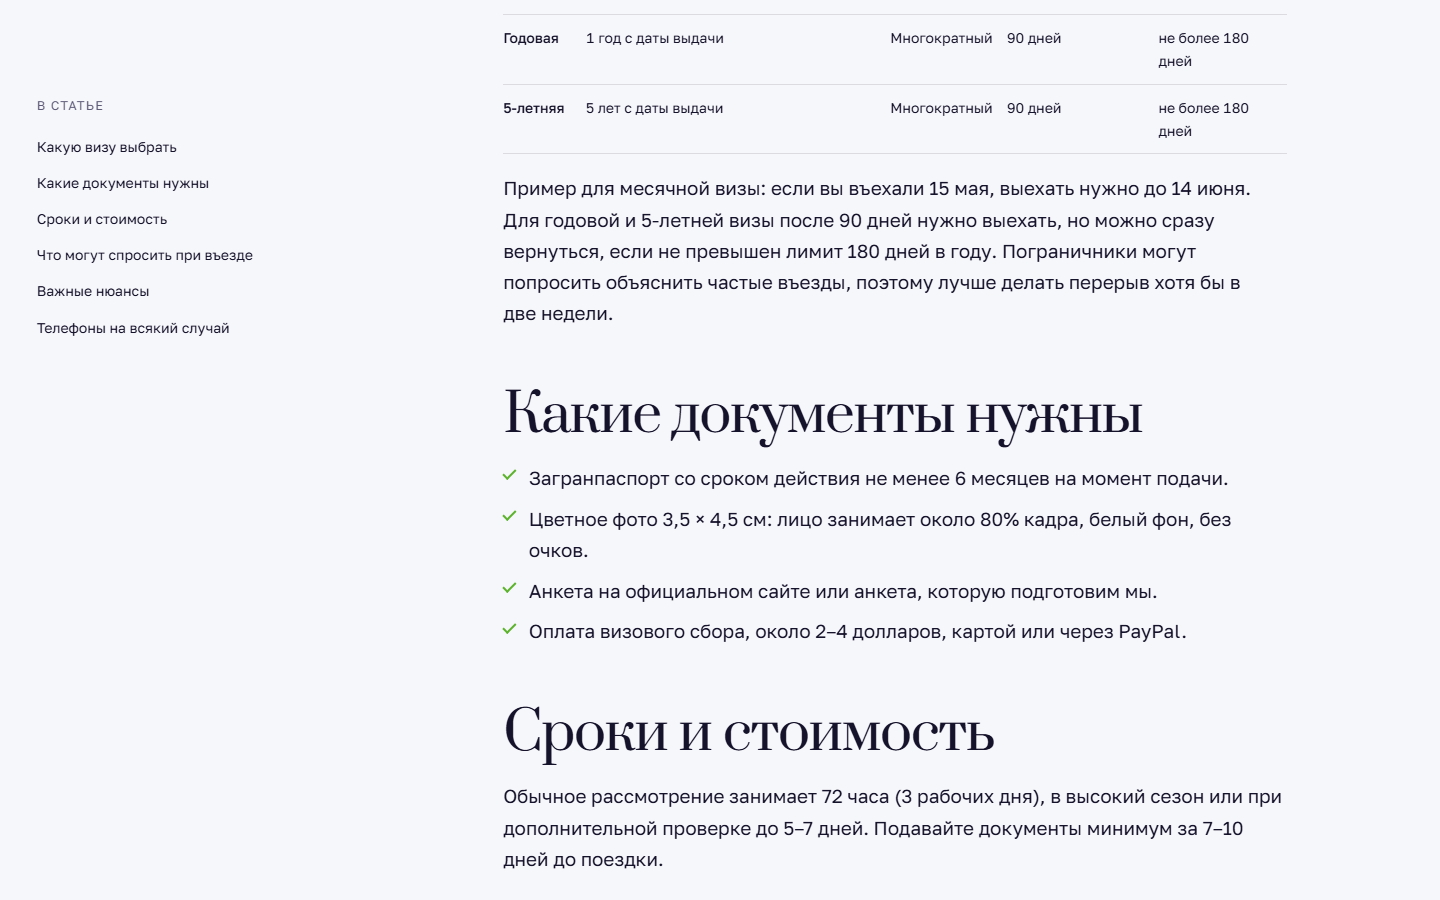 Годовая 1 год с даты выдачи Многократный 90 дней не более 180
дней
5-летняя 5 лет с даты выдачи Многократный 90 дней не более 180
дней
В СТАТЬЕ
Какую визу выбрать
Какие документы нужны
Сроки и стоимость
Что могут спросить при въезде
Важные нюансы
Телефоны на всякий случай
Пример для месячной визы: если вы въехали 15 мая, выехать нужно до 14 июня.
Для годовой и 5-летней визы после 90 дней нужно выехать, но можно сразу
вернуться, если не превышен лимит 180 дней в году. Пограничники могут
попросить объяснить частые въезды, поэтому лучше делать перерыв хотя бы в
две недели.
Какие документы нужны
Загранпаспорт со сроком действия не менее 6 месяцев на момент подачи.
Цветное фото 3,5 × 4,5 см: лицо занимает около 80% кадра, белый фон, без
очков.
Анкета на официальном сайте или анкета, которую подготовим мы.
Оплата визового сбора, около 2–4 долларов, картой или через PayPal.
Сроки и стоимость
Обычное рассмотрение занимает 72 часа (3 рабочих дня), в высокий сезон или при
дополнительной проверке до 5–7 дней. Подавайте документы минимум за 7–10
дней до поездки.